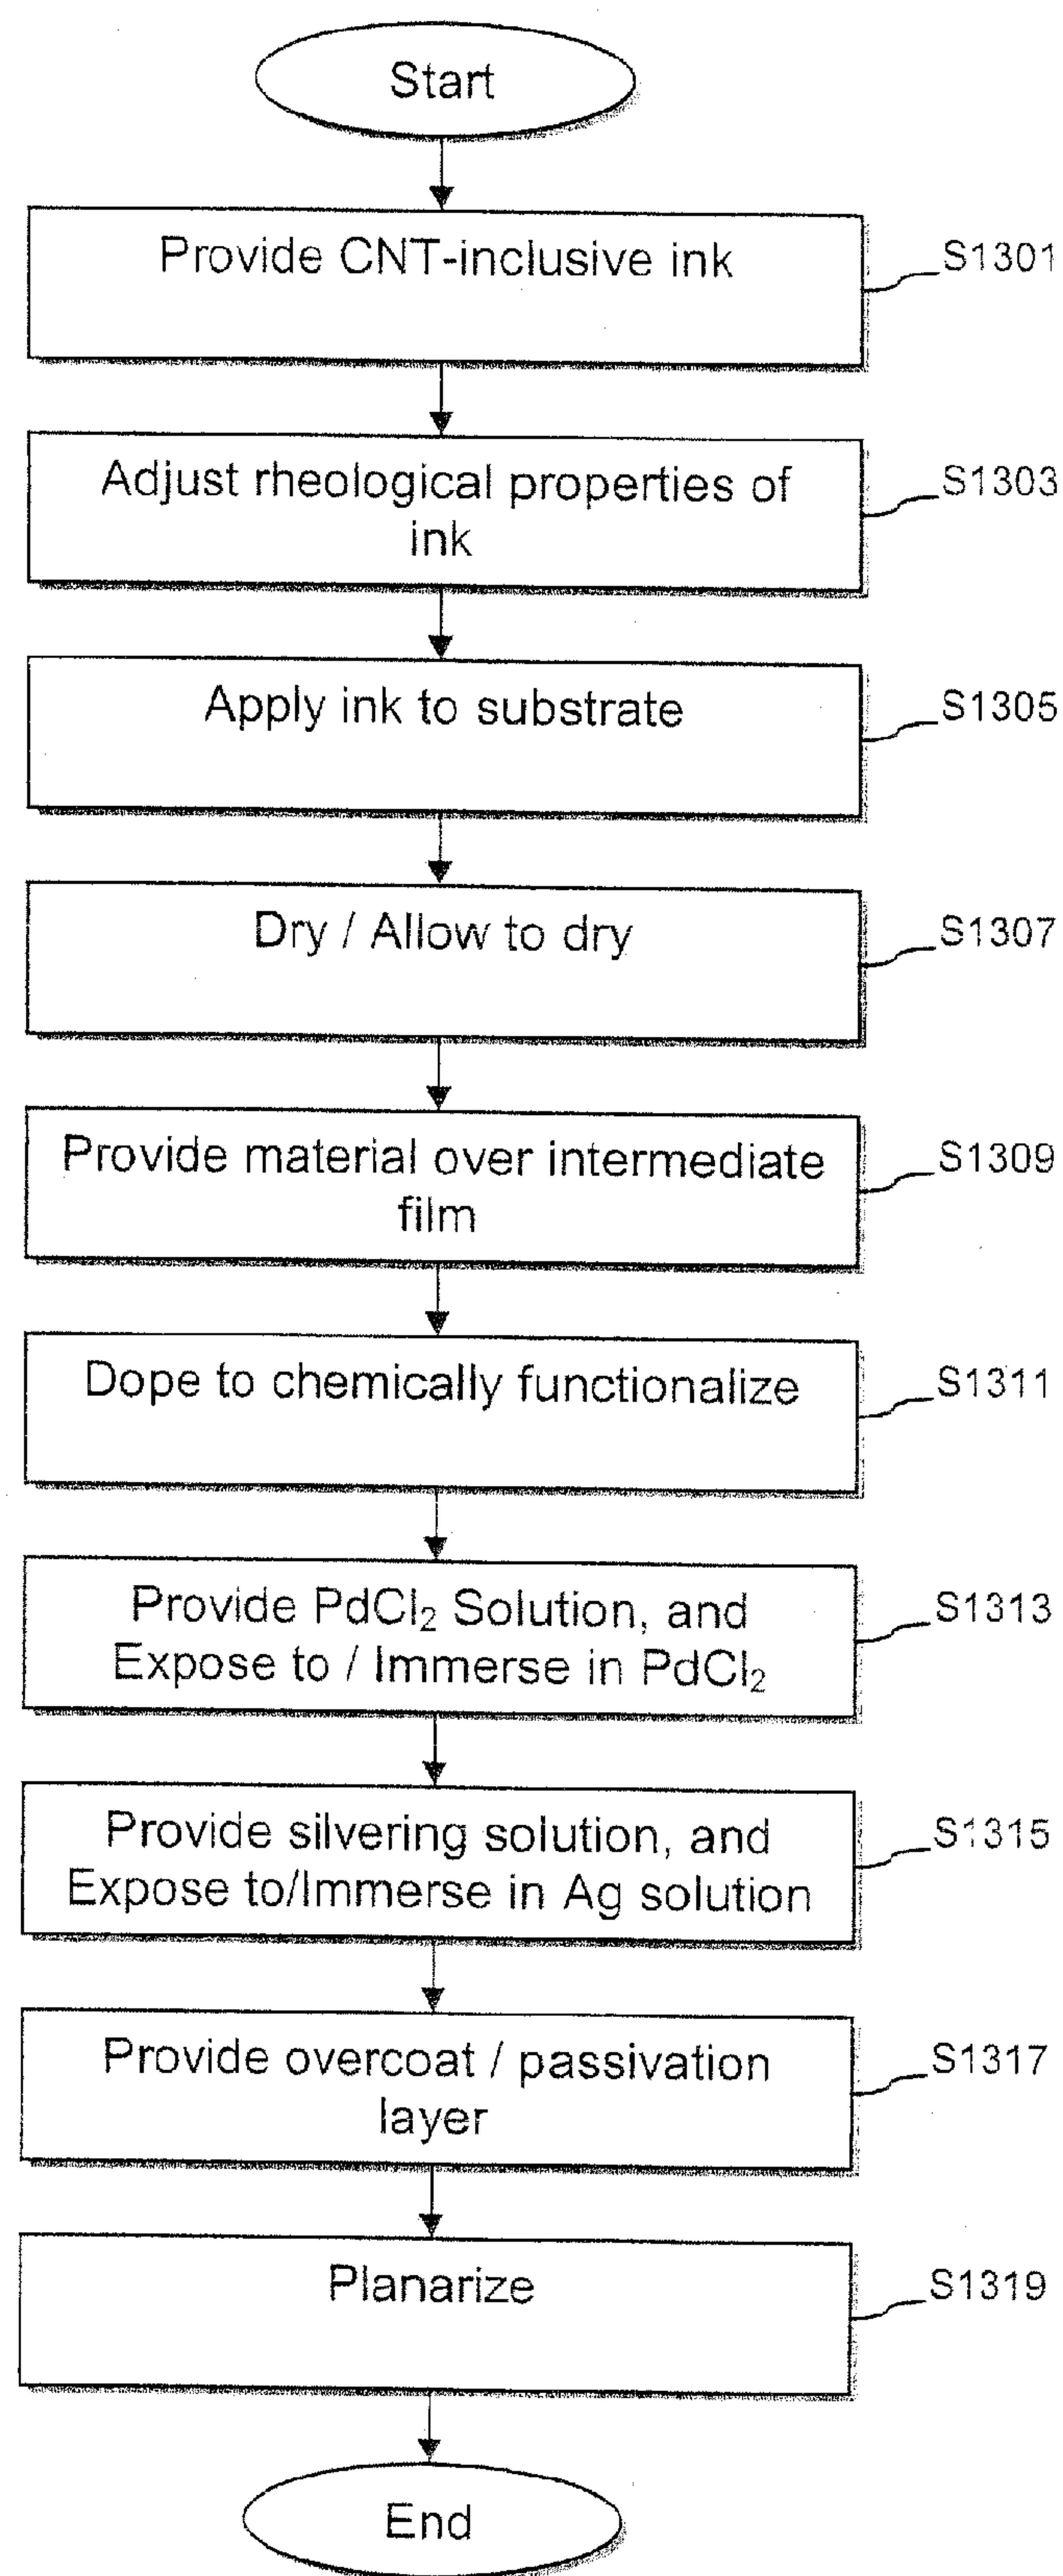 Start
Provide CNT-inclusive ink
S1301
Adjust rheological properties of
ink
S1303
Apply ink to substrate
S1305
Dry / Allow to dry
S1307
Provide material over intermediate
film
S1309
Dope to chemically functionalize
S1311
Provide PdCl₂ Solution, and
Expose to / Immerse in PdCl₂
S1313
Provide silvering solution, and
Expose to/Immerse in Ag solution
S1315
Provide overcoat / passivation
layer
S1317
Planarize
S1319
End